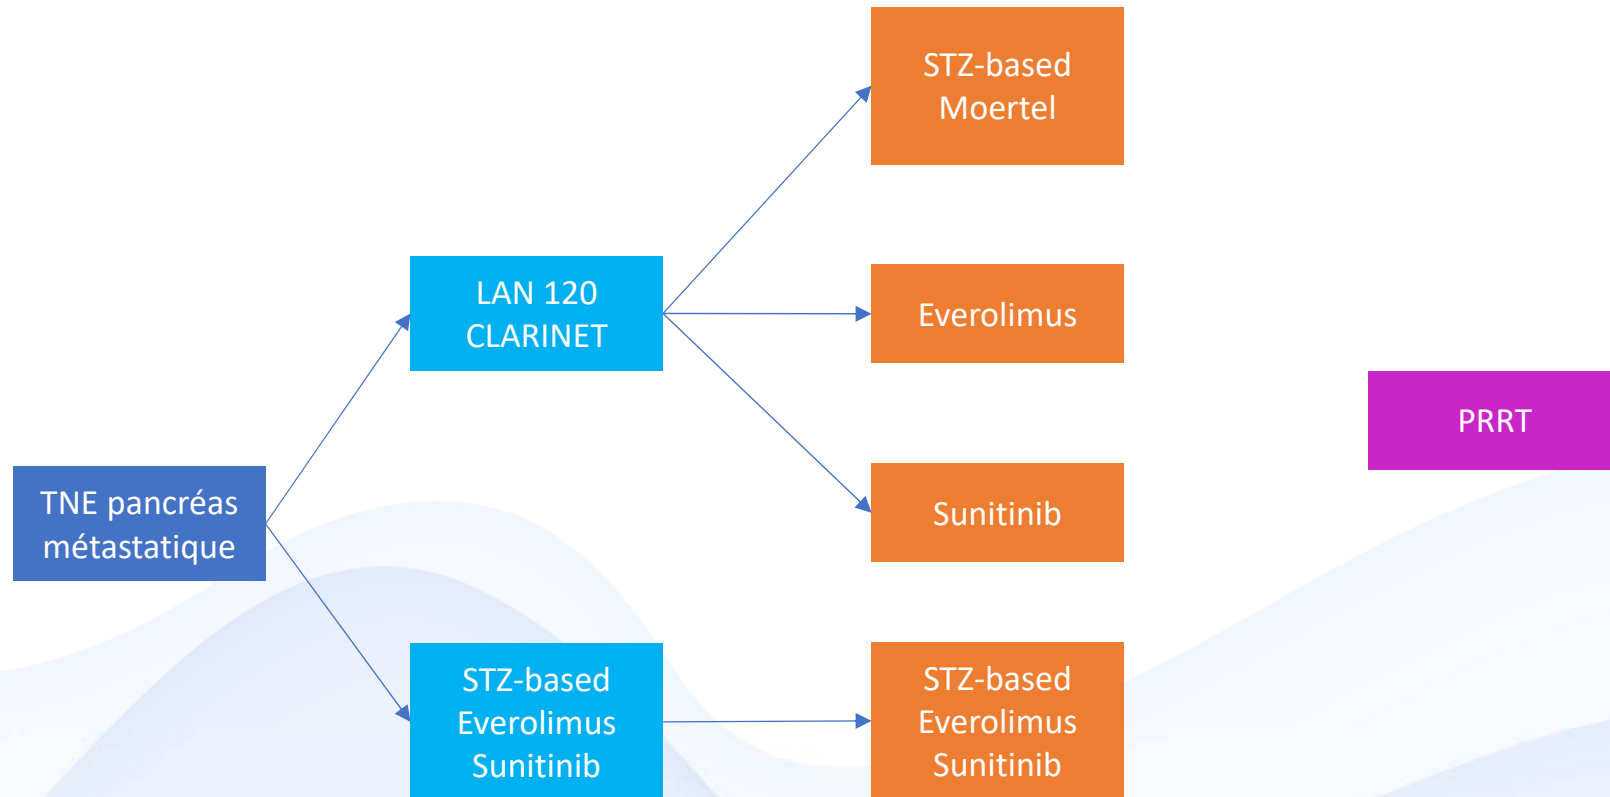 TNE pancréas
métastatique
LAN 120
CLARINET
STZ-based
Everolimus
Sunitinib
STZ-based
Moertel
Everolimus
Sunitinib
STZ-based
Everolimus
Sunitinib
PRRT